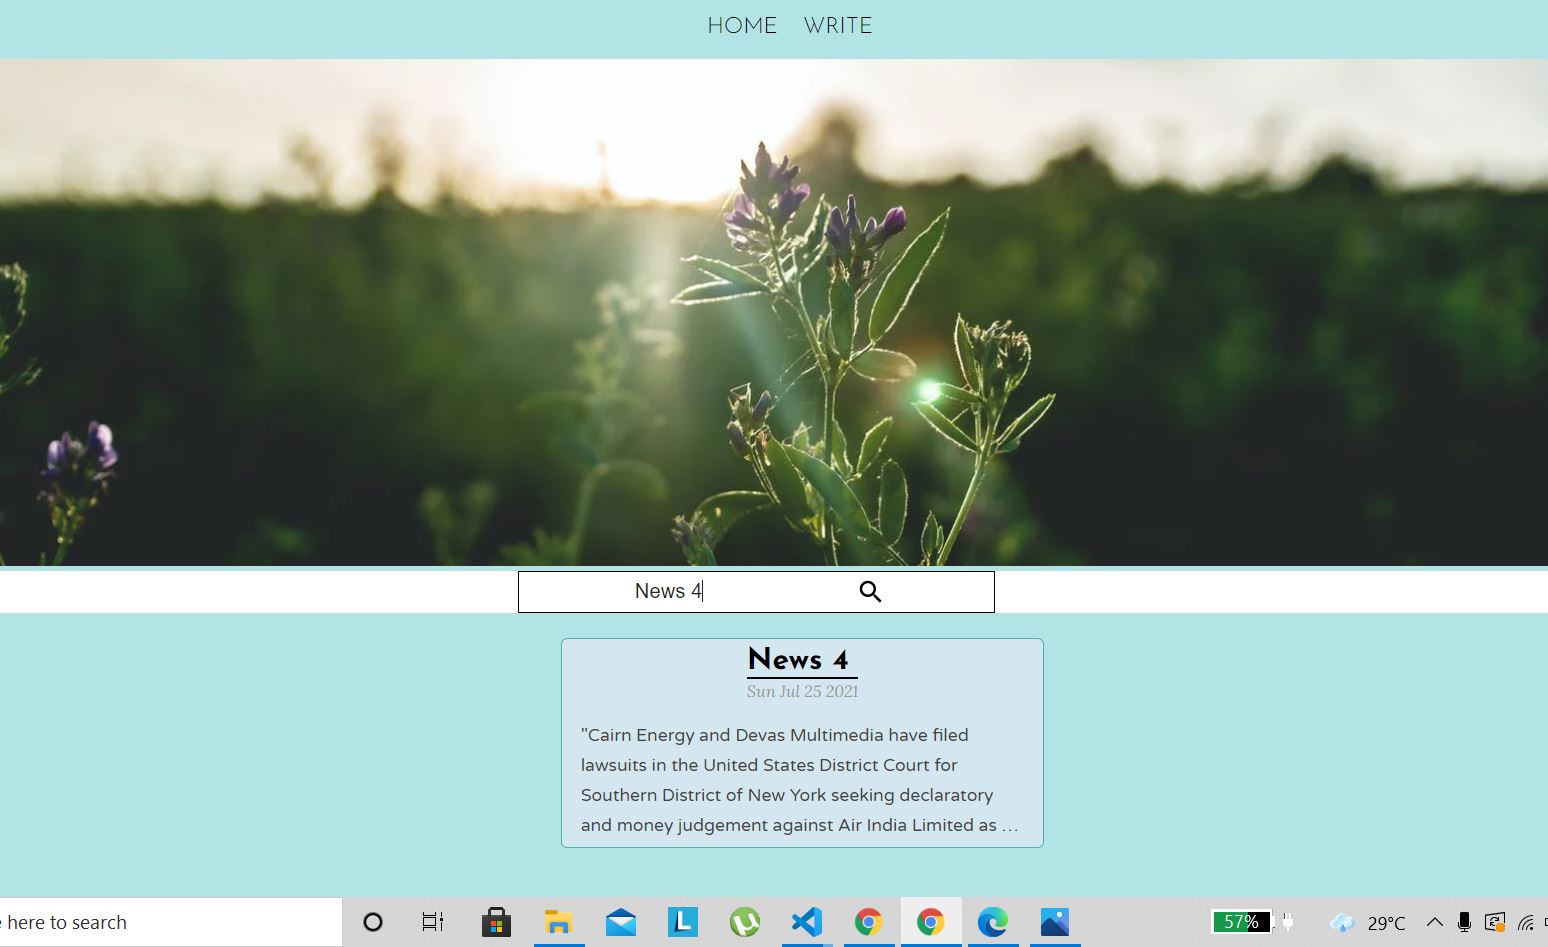 HOME WRITE
News 4
News 4
Sun Jul 25 2021
"Cairn Energy and Devas Multimedia have filed
lawsuits in the United States District Court for
Southern District of New York seeking declaratory
and money judgement against Air India Limited as …
here to search
L
57%
29°C